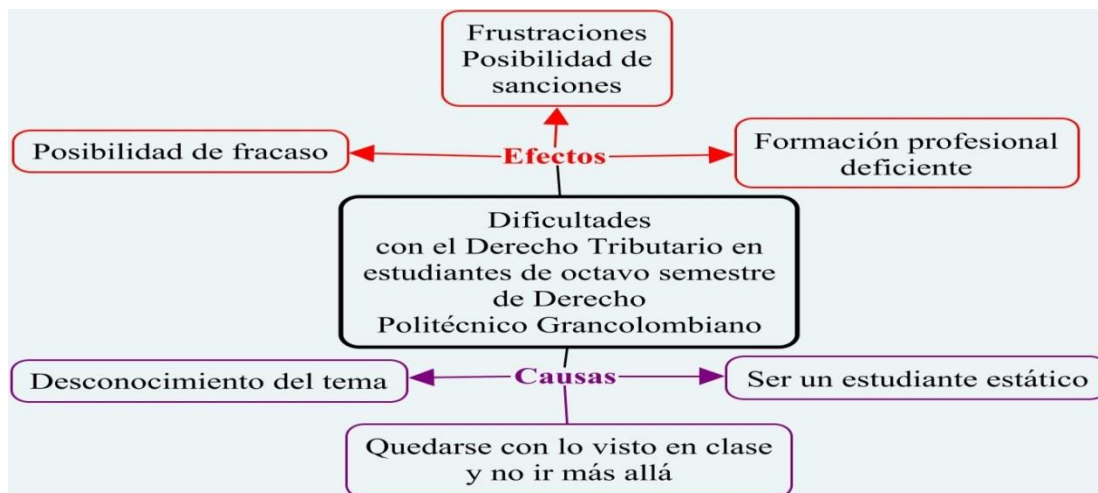 Frustraciones
Posibilidad de
sanciones
Posibilidad de fracaso
Efectos
Formación profesional
deficiente
Dificultades
con el Derecho Tributario en
estudiantes de octavo semestre
de Derecho
Politécnico Grancolombiano
Desconocimiento del tema
Causas
Ser un estudiante estático
Quedarse con lo visto en clase
y no ir más allá